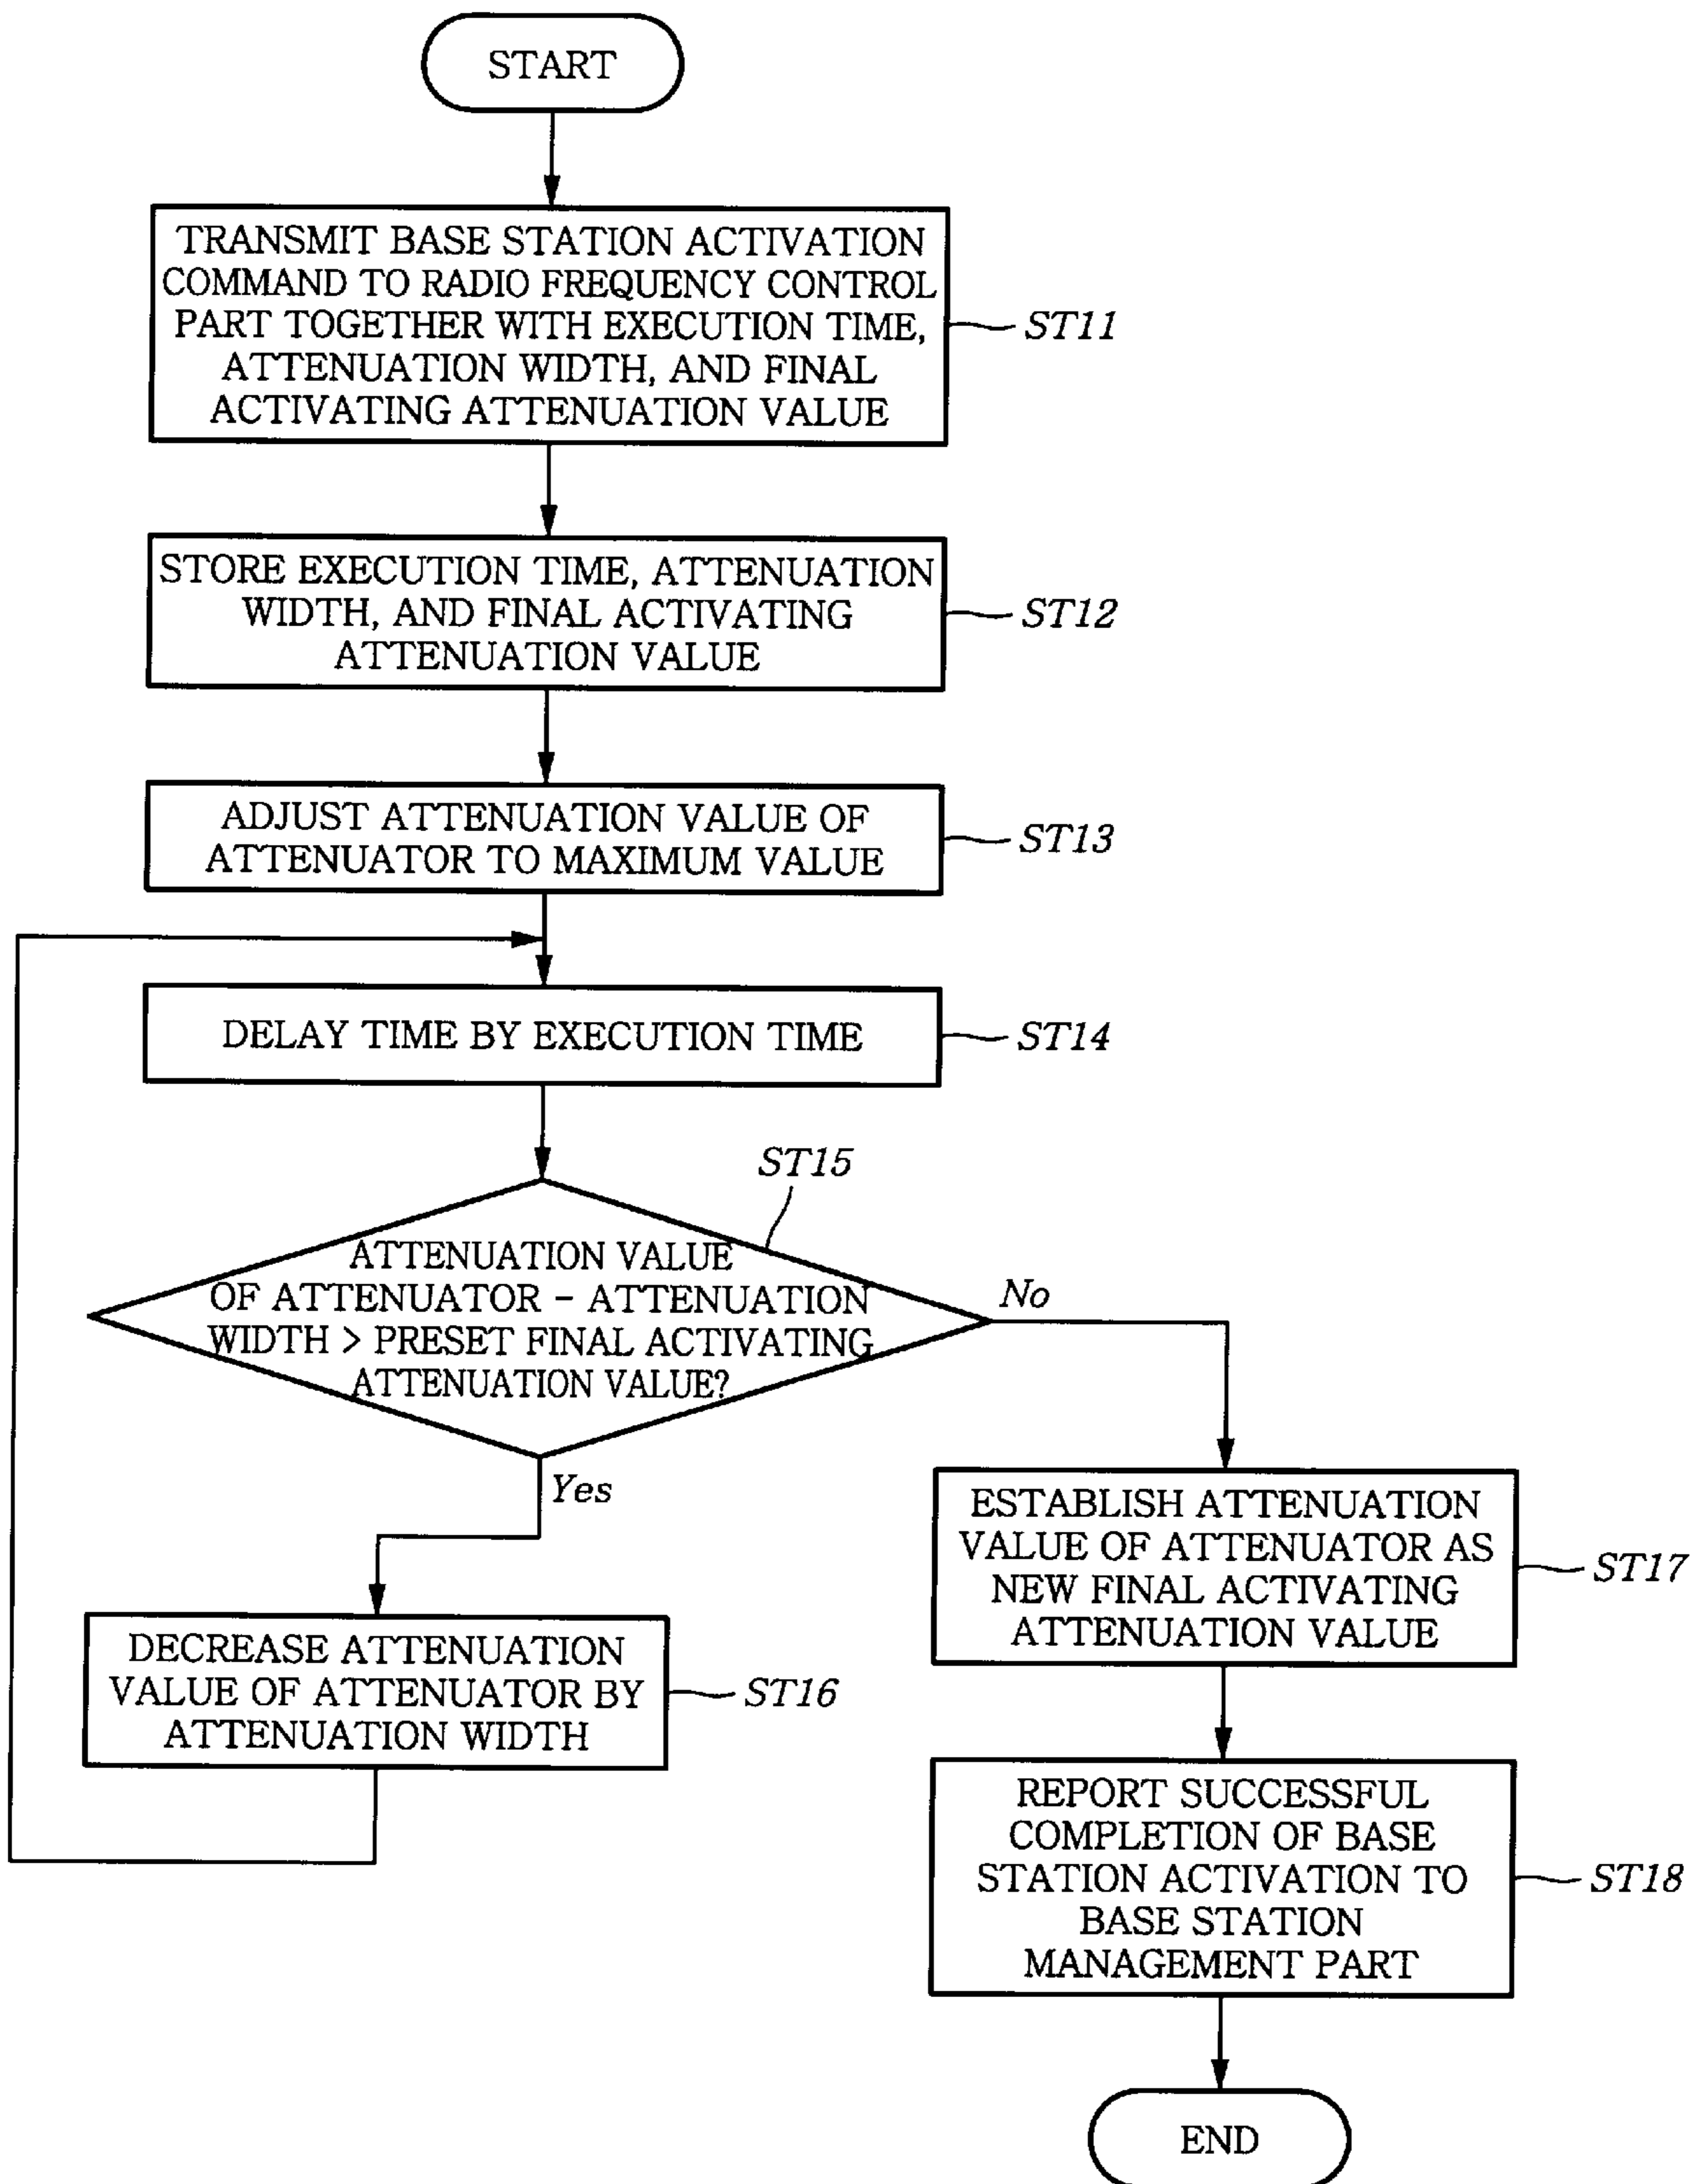 START
TRANSMIT BASE STATION ACTIVATION
COMMAND TO RADIO FREQUENCY CONTROL
PART TOGETHER WITH EXECUTION TIME,
ATTENUATION WIDTH, AND FINAL
ACTIVATING ATTENUATION VALUE
ST11
STORE EXECUTION TIME, ATTENUATION
WIDTH, AND FINAL ACTIVATING
ATTENUATION VALUE
ST12
ADJUST ATTENUATION VALUE OF
ATTENUATOR TO MAXIMUM VALUE
ST13
DELAY TIME BY EXECUTION TIME
ST14
ST15
ATTENUATION VALUE
OF ATTENUATOR - ATTENUATION
WIDTH > PRESET FINAL ACTIVATING
ATTENUATION VALUE?
No
Yes
DECREASE ATTENUATION
VALUE OF ATTENUATOR BY
ATTENUATION WIDTH
ST16
ESTABLISH ATTENUATION
VALUE OF ATTENUATOR AS
NEW FINAL ACTIVATING
ATTENUATION VALUE
ST17
REPORT SUCCESSFUL
COMPLETION OF BASE
STATION ACTIVATION TO
BASE STATION
MANAGEMENT PART
ST18
END